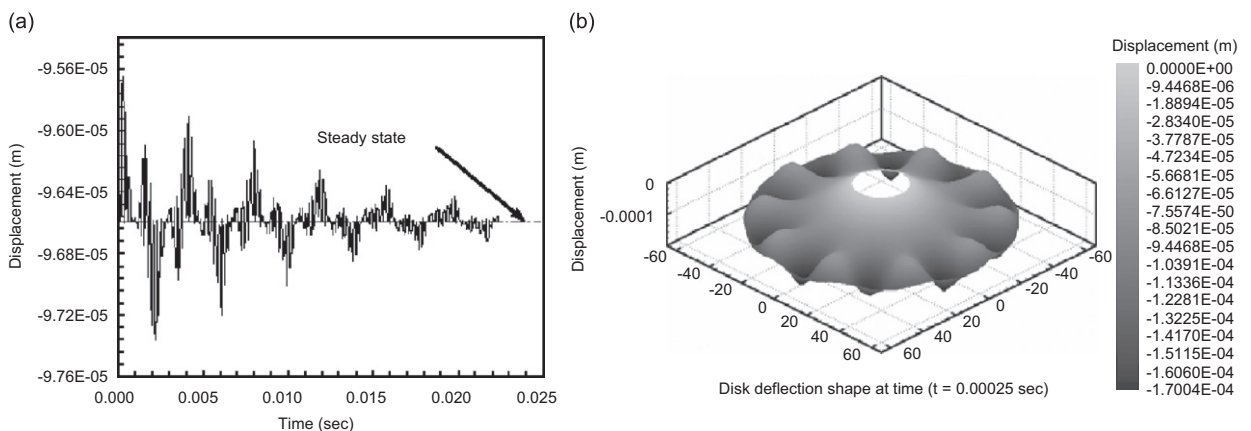 (a)
-9.56E-05
-9.60E-05
-9.64E-05
-9.68E-05
-9.72E-05
-9.76E-05
Displacement (m)
Steady state
0.000 0.005 0.010 0.015 0.020 0.025
Time (sec)
(b)
Displacement (m)
0
-0.0001
-60
-40
-20
0
20
40
60
60
40
20
0
-20
-40
-60
Disk deflection shape at time (t = 0.00025 sec)
Displacement (m)
0.0000E+00
-9.4468E-06
-1.8894E-05
-2.8340E-05
-3.7787E-05
-4.7234E-05
-5.6681E-05
-6.6127E-05
-7.5574E-50
-8.5021E-05
-9.4468E-05
-1.0391E-04
-1.1336E-04
-1.2281E-04
-1.3225E-04
-1.4170E-04
-1.5115E-04
-1.6060E-04
-1.7004E-04